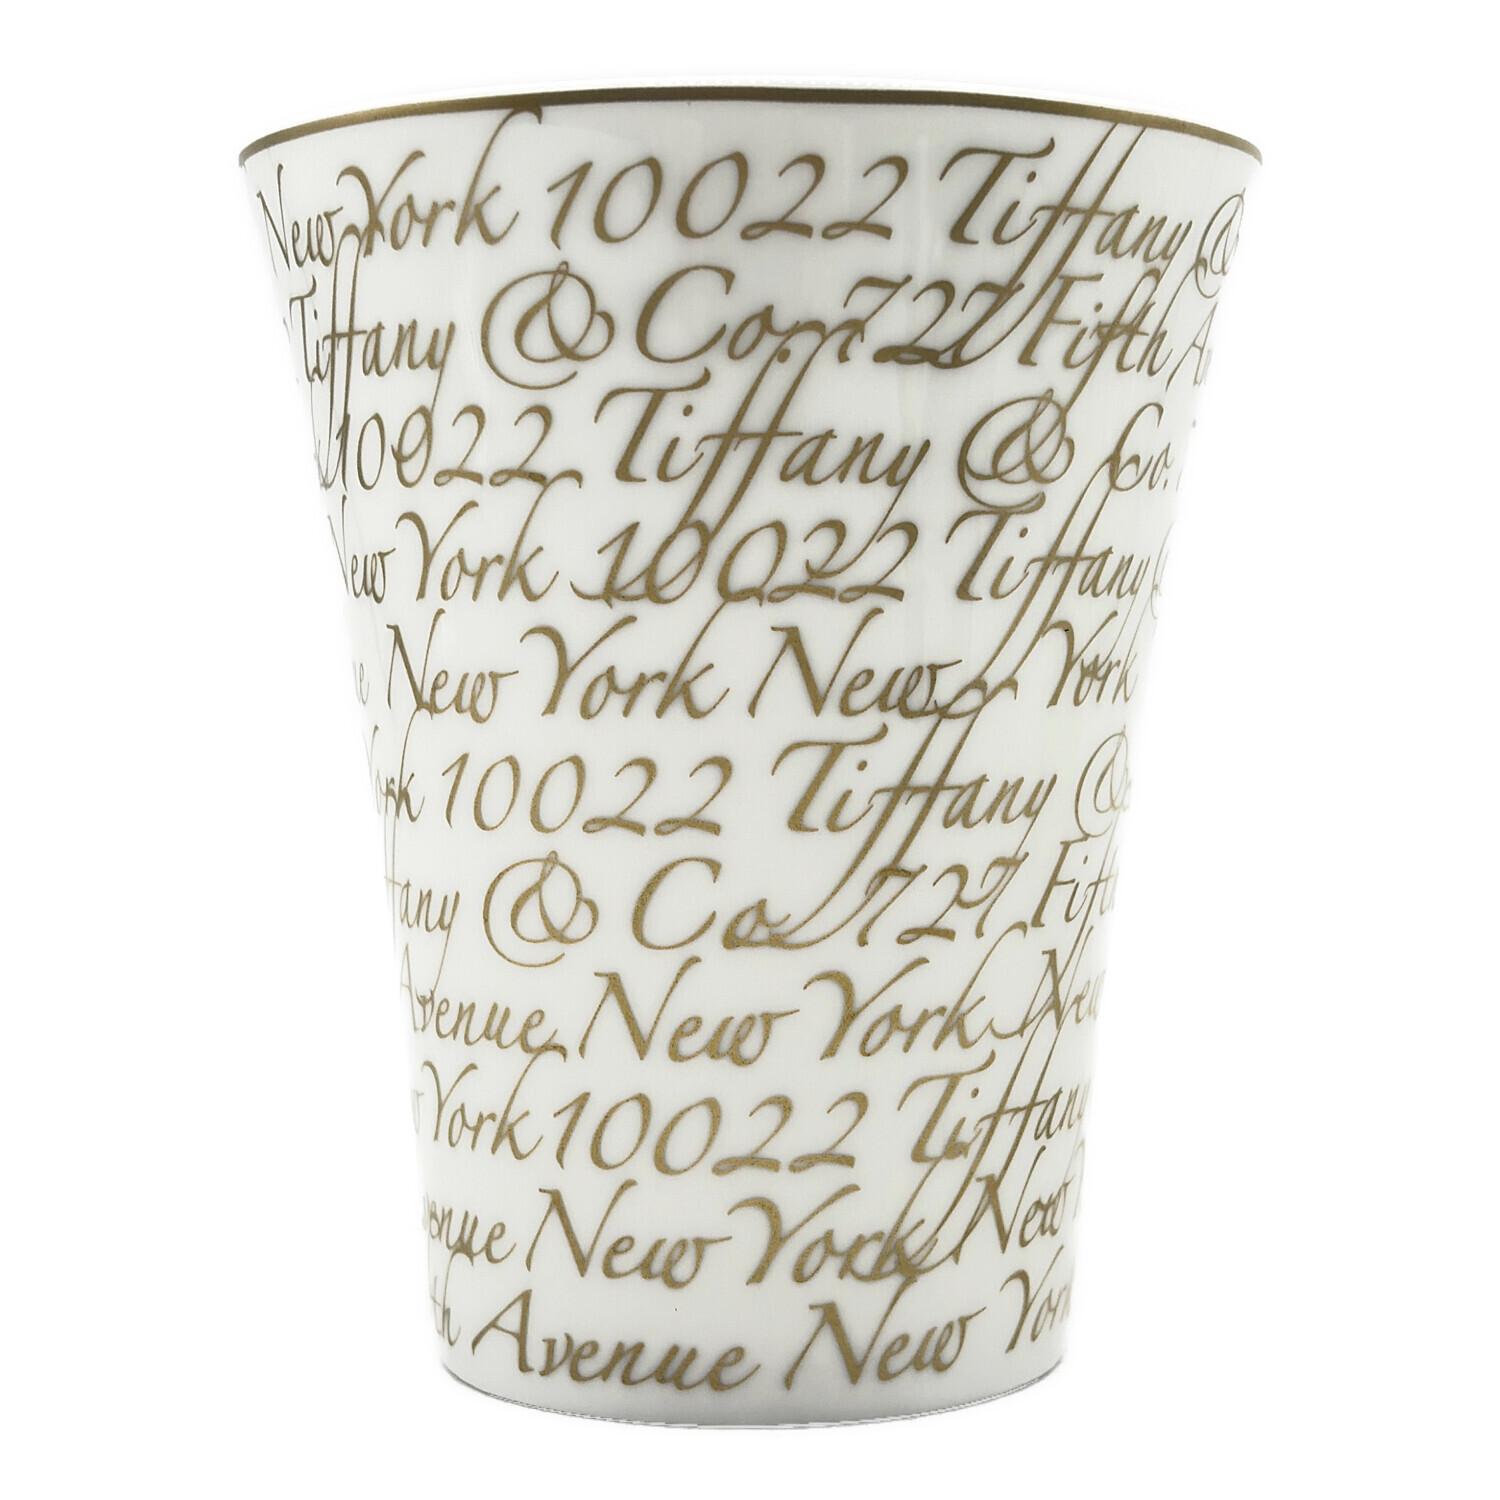 New York 10022 Tiffany &
Tiffany & Co. 727 Fifth
10022 Tiffany & Co.
New York 10022 Tiffany
New York New York
10022 Tiffany &
& Co. 727 Fifth
Avenue New York New
York 10022 Tiffany
New York New
Avenue New York